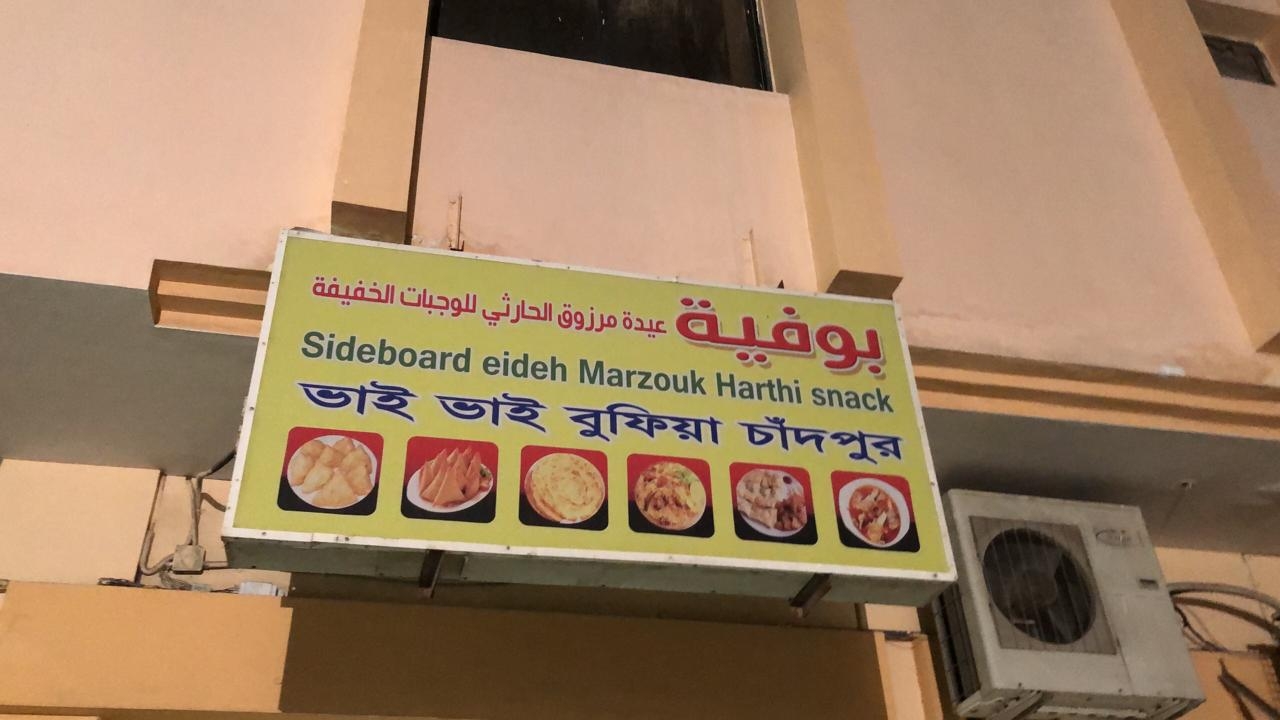 بوفية عيدة مرزوق الحارثي للوجبات الخفيفة
Sideboard eideh Marzouk Harthi snack
ভাই ভাই বুফিয়া চাঁদপুর